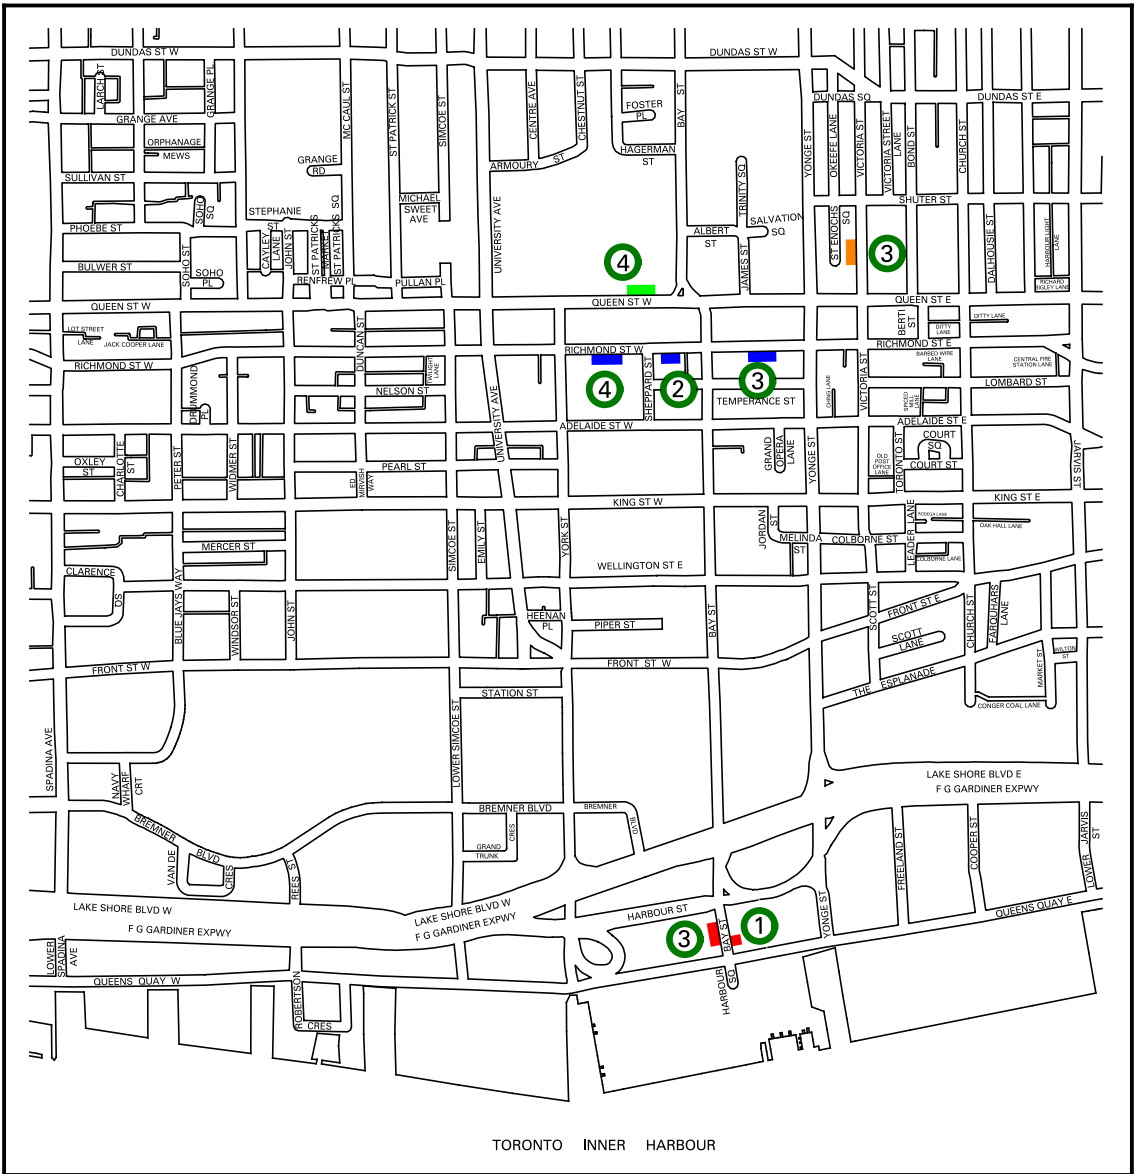 DUNDAS ST W
DUNDAS ST W
LARCH ST
GRANGE PL
MC CAUL ST
ST PATRICK ST
SIMCOE ST
CENTRE AVE
CHESTNUT ST
BAY ST
FOSTER
PL
DUNDAS SQ
DUNDAS ST E
GRANGE AVE
ORPHANAGE
MEWS
GRANGE
RD
ARMOURY ST
HAGERMAN
ST
YONGE ST
OKEEFE LANE
VICTORIA ST
VICTORIA STREET
LANE
BOND ST
CHURCH ST
SULLIVAN ST
SOHO
SQ
STEPHANIE
ST
MICHAEL
SWEET
AVE
UNIVERSITY AVE
TRINITY SQ
SALVATION
SQ
SHUTER ST
PHOEBE ST
CAYLEY
LANE
JOHN ST
ST PATRICKS
MARKET
ST PATRICKS SQ
ALBERT
ST
JAMES ST
ST ENOCHS
SQ
DALHOUSIE ST
HARBOUR LIGHT
LANE
BULWER ST
SOHO ST
SOHO
PL
RENFREW PL
PULLAN PL
4
3
RICHARD
BIGLEY LANE
QUEEN ST W
QUEEN ST W
QUEEN ST E
LOT STREET
LANE
JACK COOPER LANE
DUNCAN ST
BERTI
ST
DITTY LANE
DITTY LANE
RICHMOND ST W
RICHMOND ST W
RICHMOND ST E
BARBED WIRE
LANE
CENTRAL FIRE
STATION LANE
DRUMMOND
PL
TWILIGHT
LANE
NELSON ST
UNIVERSITY AVE
4
SHEPPARD ST
2
3
TEMPERANCE ST
CHING LANE
VICTORIA ST
SPICED
MULL
LANE
LOMBARD ST
ADELAIDE ST W
ADELAIDE ST E
OXLEY
ST
CHARLOTTE
ST
PETER ST
WIDMER ST
PEARL ST
ED
MIRVISH
WAY
GRAND
OPERA
LANE
YONGE ST
OLD
POST
OFFICE
LANE
TORONTO ST
COURT
SQ
COURT ST
JARVIS ST
KING ST W
KING ST E
MERCER ST
SIMCOE ST
EMILY ST
YORK ST
JORDAN
ST
MELINDA
ST
COLBORNE ST
LEADER LANE
RODEGA LANE
OAK HALL LANE
COLBORNE LANE
CLARENCE
SQ
BLUE JAYS WAY
WINDSOR ST
JOHN ST
WELLINGTON ST E
HEENAN
PL
PIPER ST
BAY ST
SCOTT ST
FRONT ST E
SCOTT
LANE
CHURCH ST
FARQUHARS
LANE
FRONT ST W
FRONT ST W
STATION ST
THE ESPLANADE
MARKET ST
WILTON
ST
CONGER COAL LANE
SPADINA AVE
LOWER SIMCOE ST
NAVY
WHARF
CRT
LAKE SHORE BLVD E
F G GARDINER EXPWY
BREMNER
BLVD
BREMNER BLVD
BREMNER
BLVD
VAN DE
CRES
REES ST
GRAND
TRUNK
CRES
FREELAND ST
COOPER ST
LOWER JARVIS
ST
LAKE SHORE BLVD W
F G GARDINER EXPWY
LAKE SHORE BLVD W
F G GARDINER EXPWY
HARBOUR ST
3
BAY ST
1
YONGE ST
QUEENS QUAY E
LOWER
SPADINA
AVE
QUEENS QUAY W
ROBERTSON
CRES
HARBOUR
SQ
TORONTO INNER HARBOUR